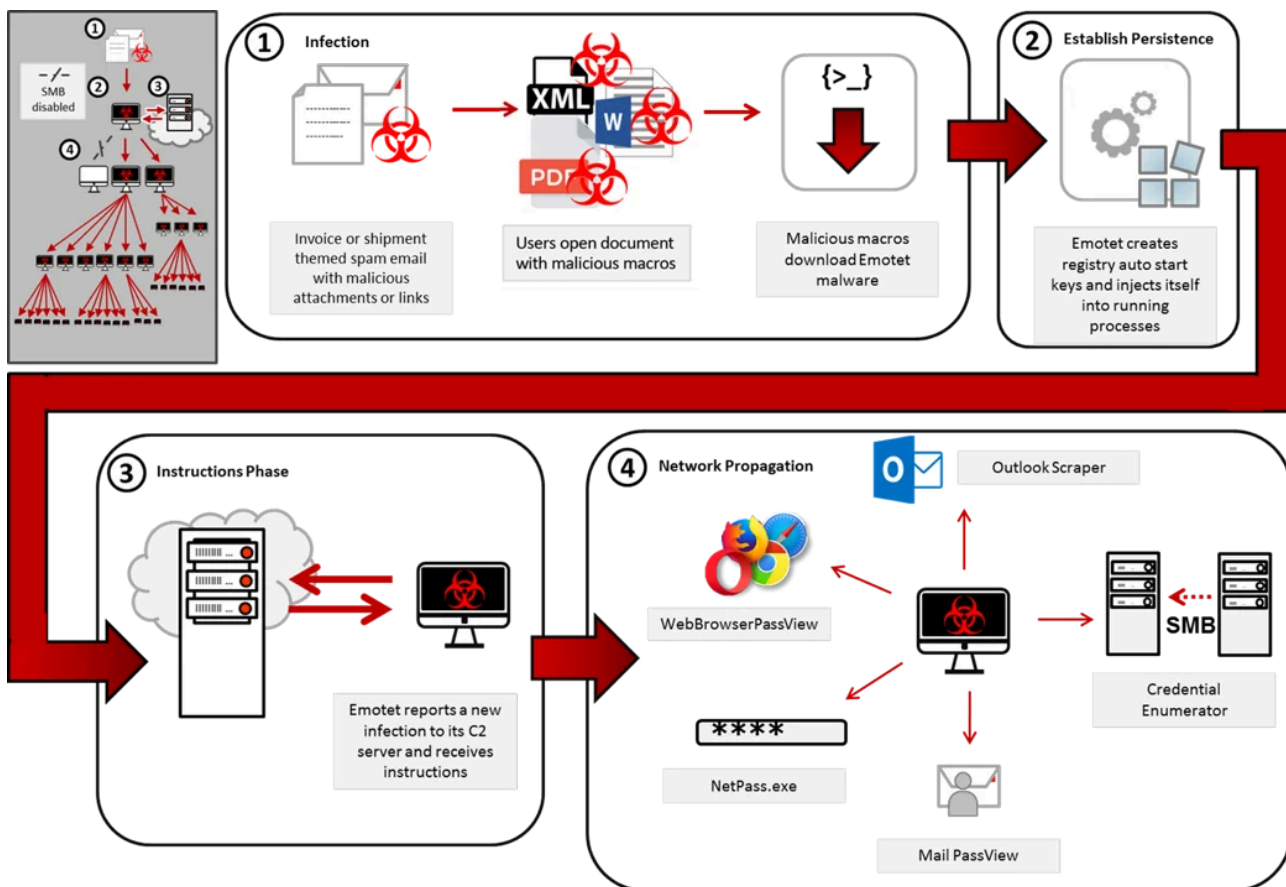 1
- / -
SMB
disabled
2
3
4
1 Infection
XML
W
PDF
{>_}
Invoice or shipment
themed spam email
with malicious
attachments or links
Users open document
with malicious macros
Malicious macros
download Emotet
malware
2 Establish Persistence
Emotet creates
registry auto start
keys and injects itself
into running
processes
3 Instructions Phase
Emotet reports a new
infection to its C2
server and receives
instructions
4 Network Propagation
O
Outlook Scraper
WebBrowserPassView
SMB
Credential
Enumerator
****
NetPass.exe
Mail PassView